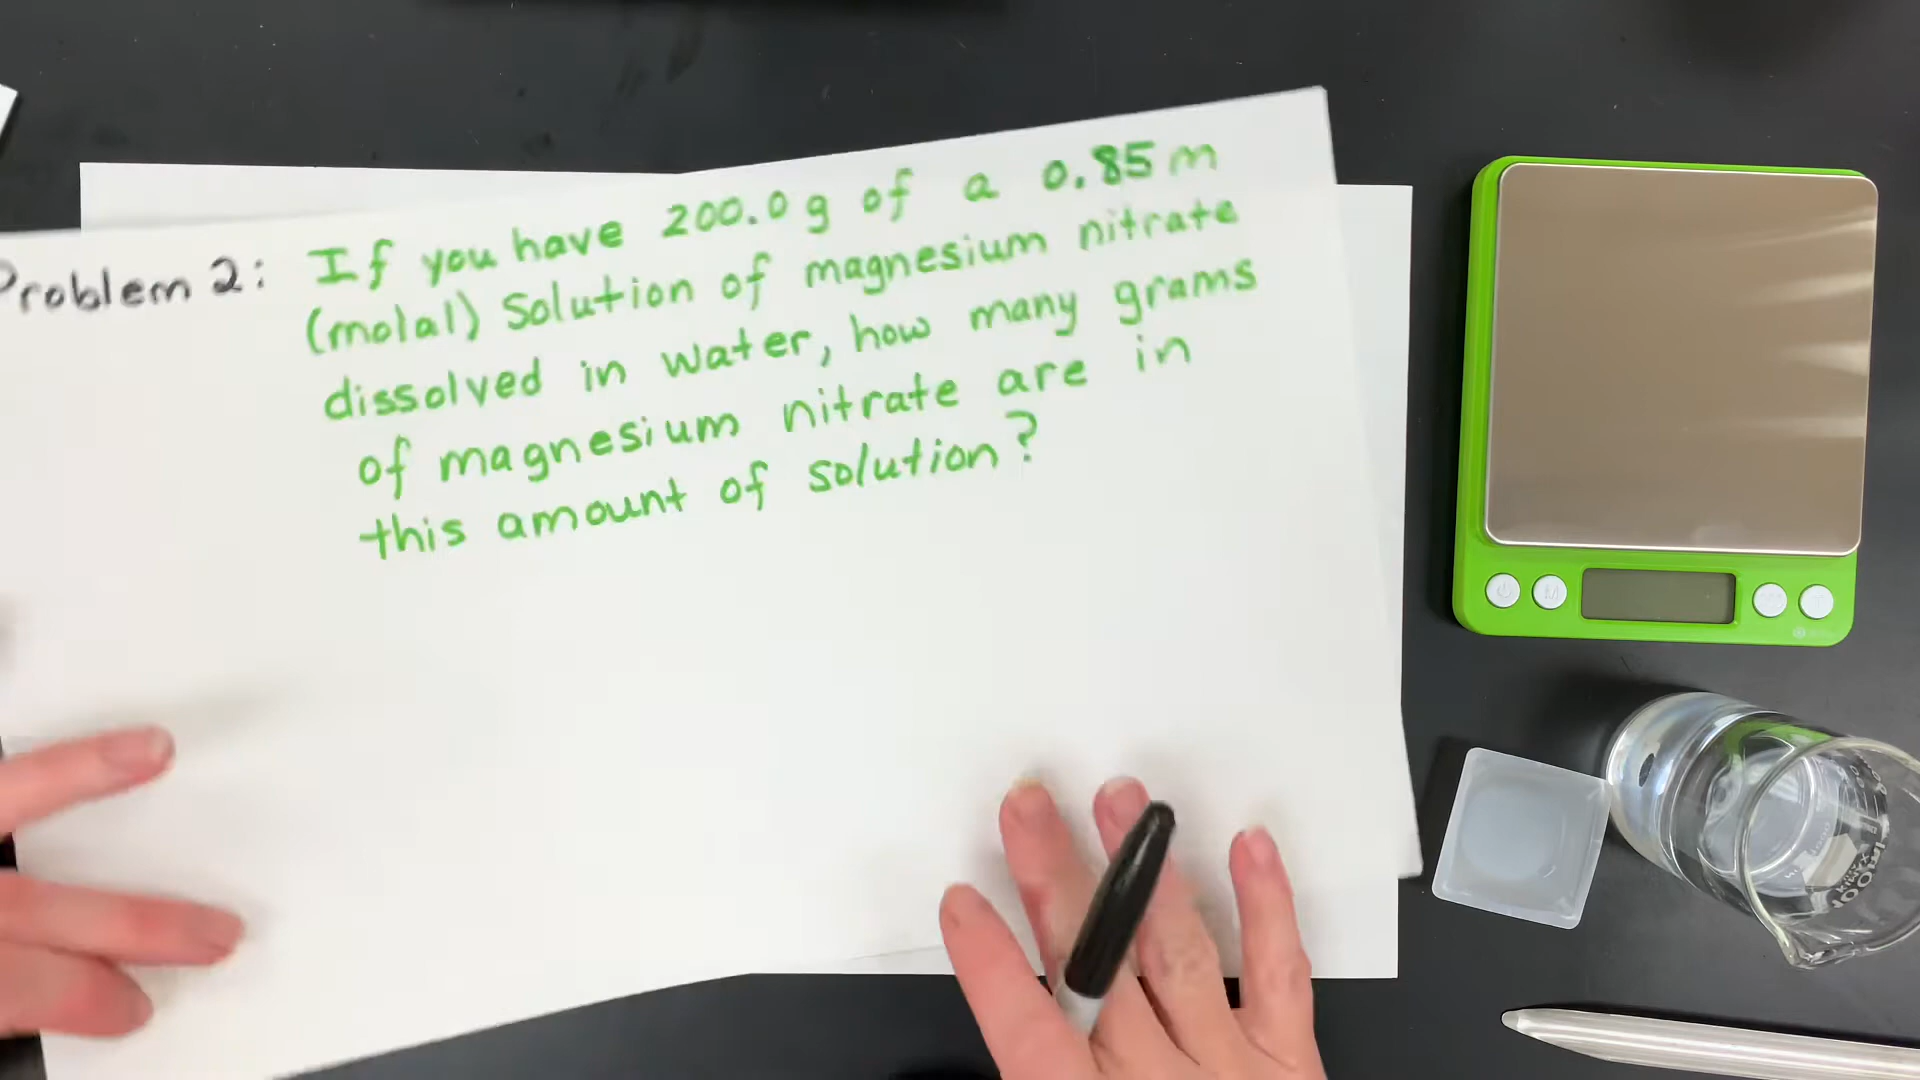 Problem 2: If you have 200.0 g of a 0.85 m
(molal) Solution of magnesium nitrate
dissolved in water, how many grams
of magnesium nitrate are in
this amount of solution?
KIMAX